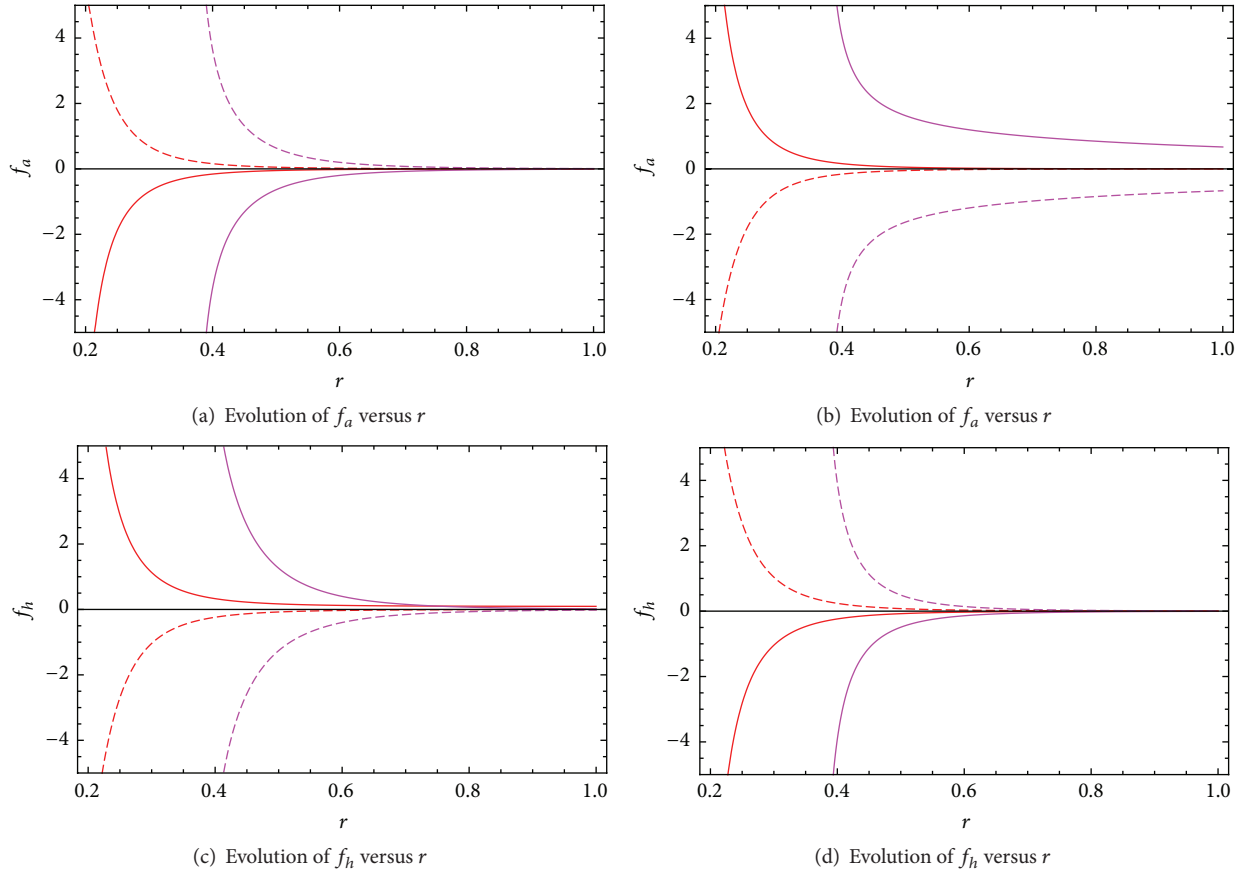 4
2
0
−2
−4
f_a
0.2 0.4 0.6 0.8 1.0
r
(a) Evolution of f_a versus r
4
2
0
−2
−4
f_a
0.2 0.4 0.6 0.8 1.0
r
(b) Evolution of f_a versus r
4
2
0
−2
−4
f_h
0.2 0.4 0.6 0.8 1.0
r
(c) Evolution of f_h versus r
4
2
0
−2
−4
f_h
0.2 0.4 0.6 0.8 1.0
r
(d) Evolution of f_h versus r